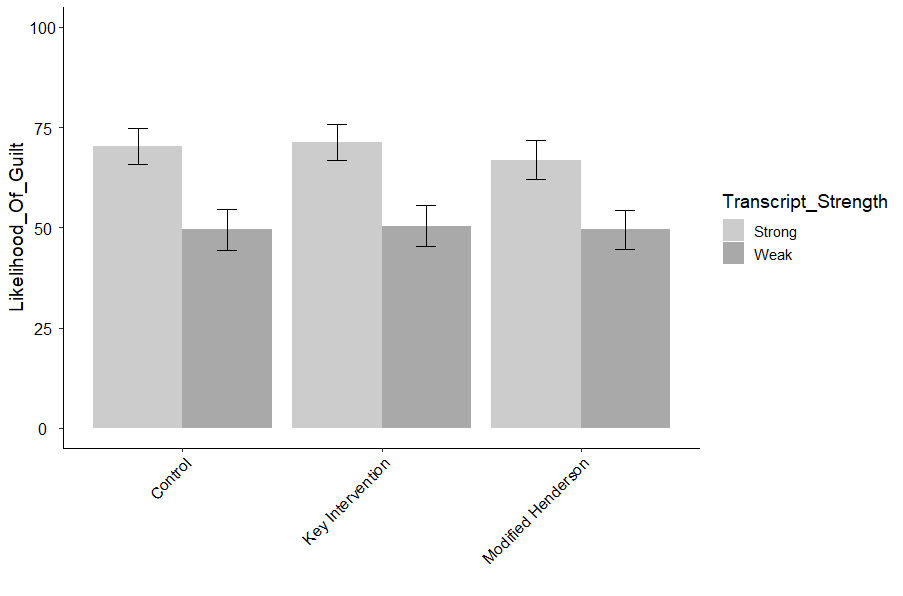 Likelihood_Of_Guilt
100
75
50
25
0
Control
Key Intervention
Modified Henderson
Transcript_Strength
Strong
Weak